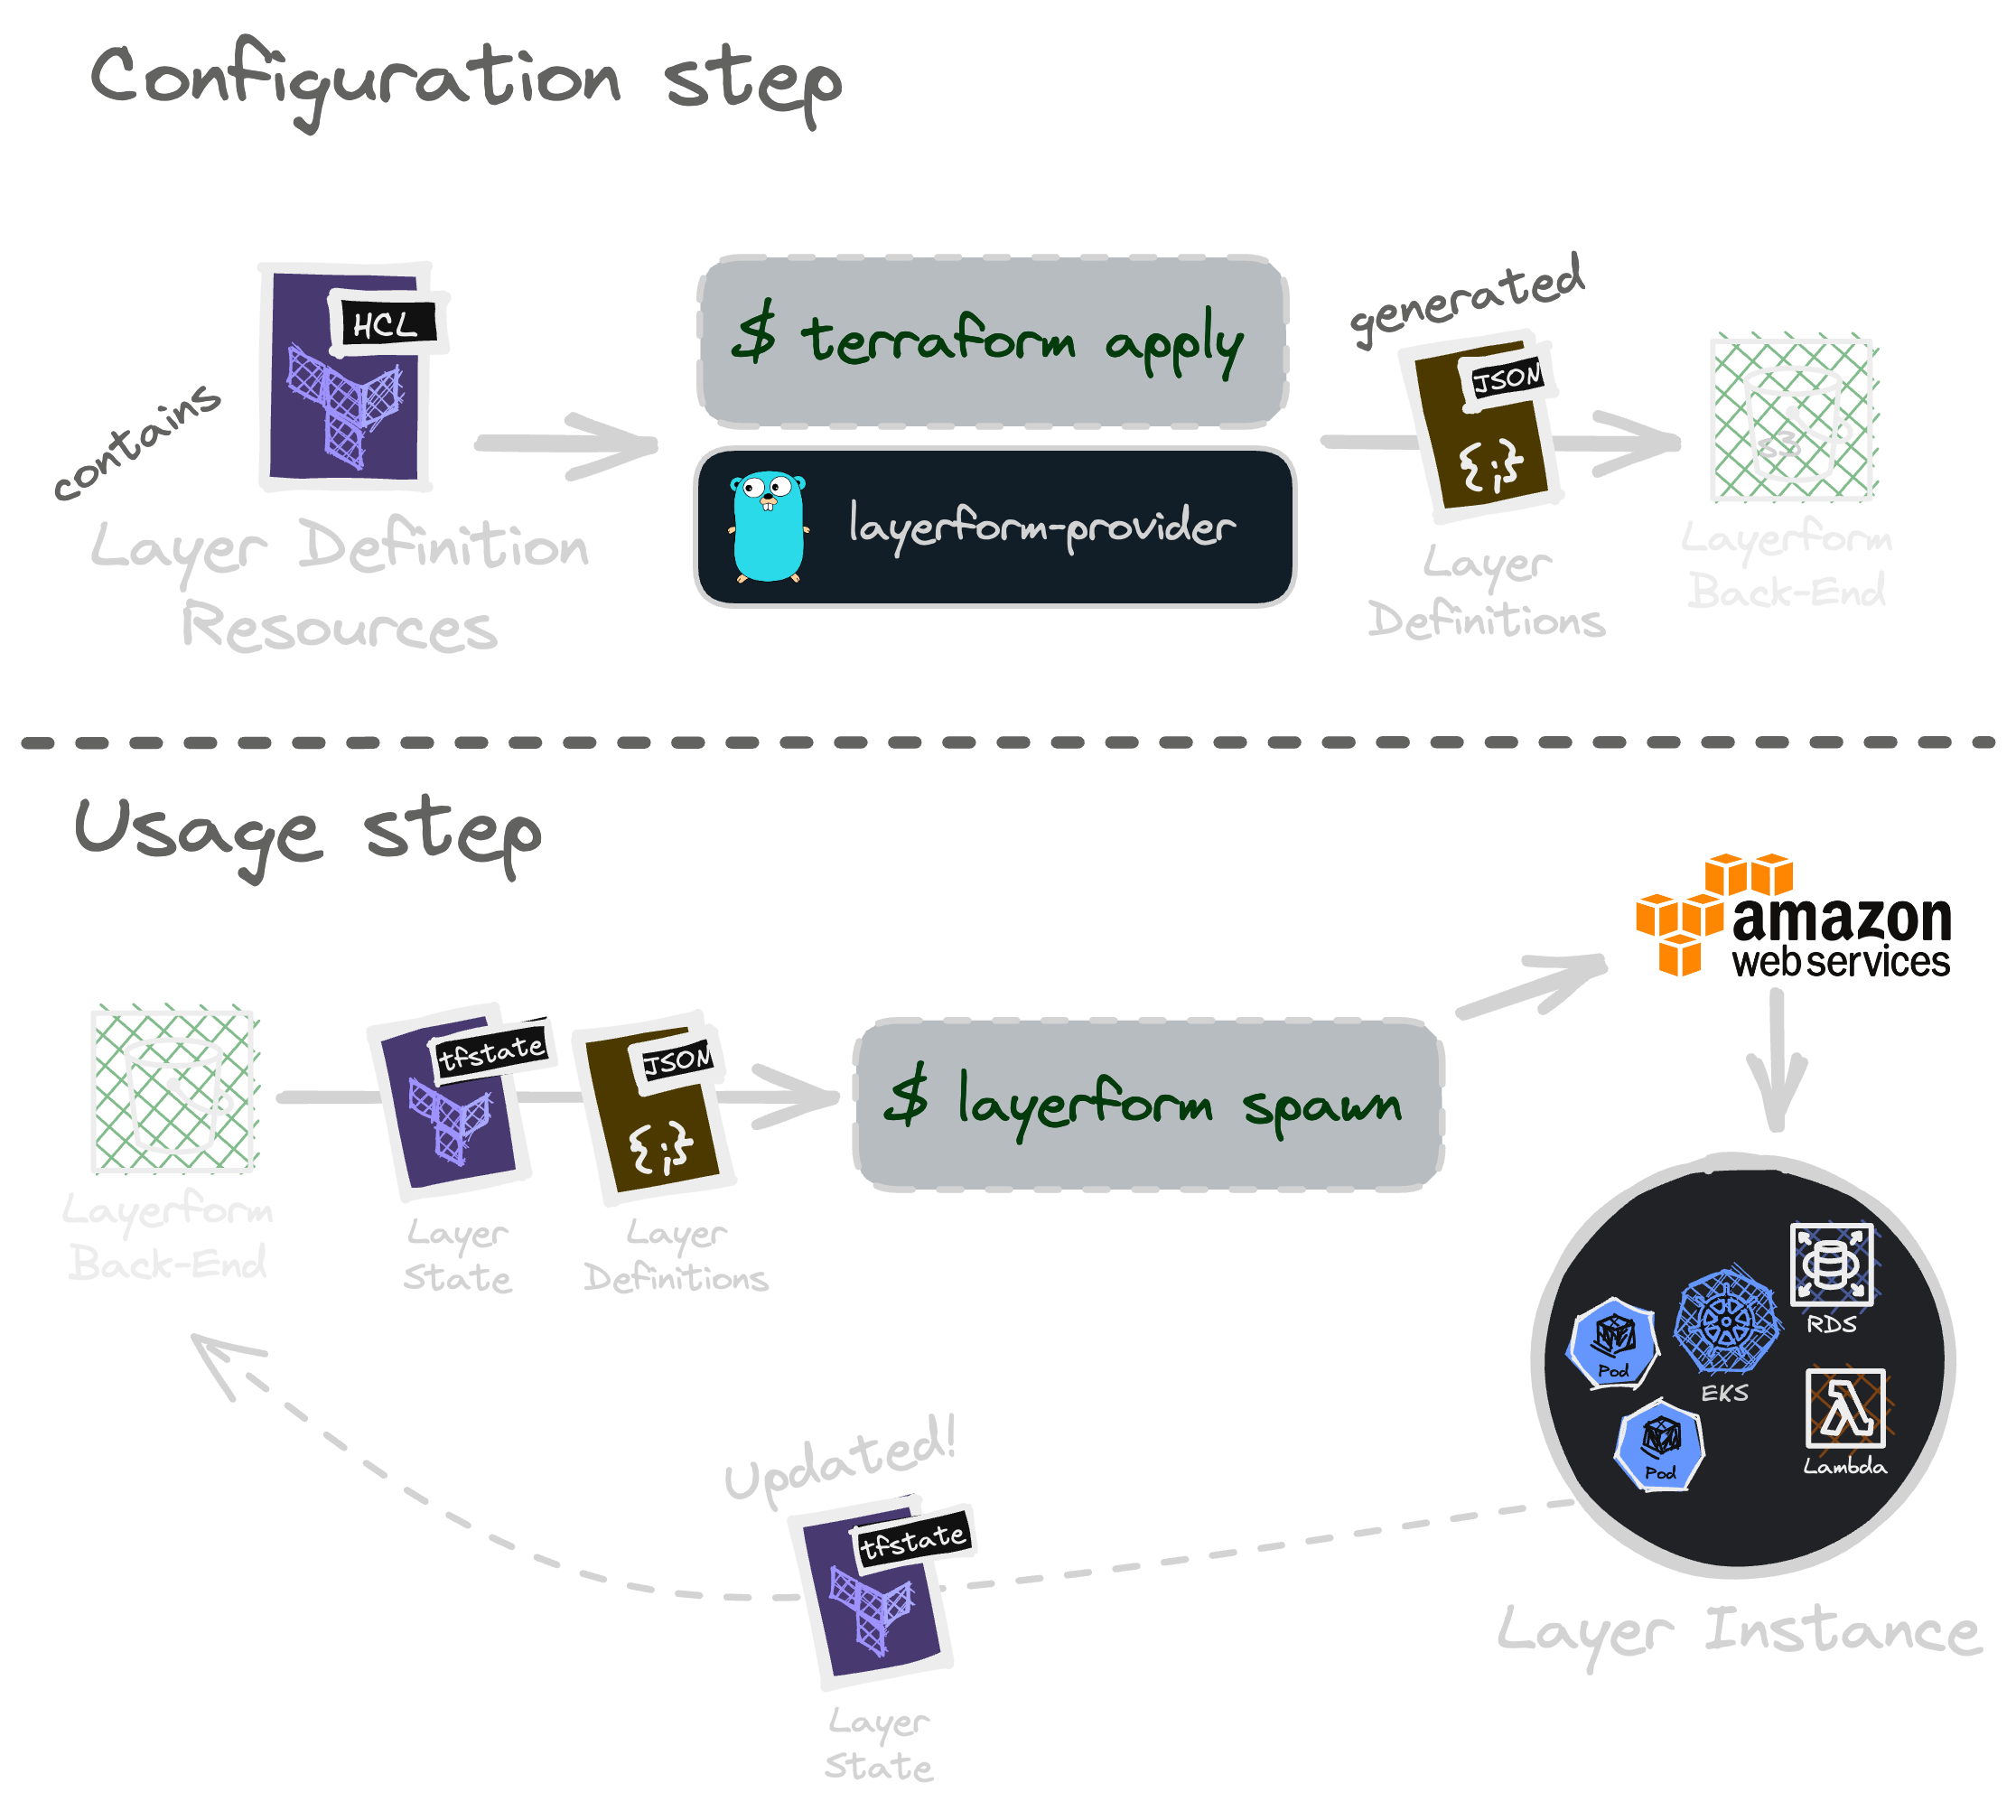 Configuration step
contains
HCL
Layer Definition
Resources
$ terraform apply
layerform-provider
generated
JSON
{;}
Layer
Definitions
s3
Layerform
Back-End
Usage step
Layerform
Back-End
tfstate
Layer
State
JSON
{;}
Layer
Definitions
$ layerform spawn
amazon
web services
RDS
Pod
EKS
Pod
Lambda
Layer Instance
Updated!
tfstate
Layer
State